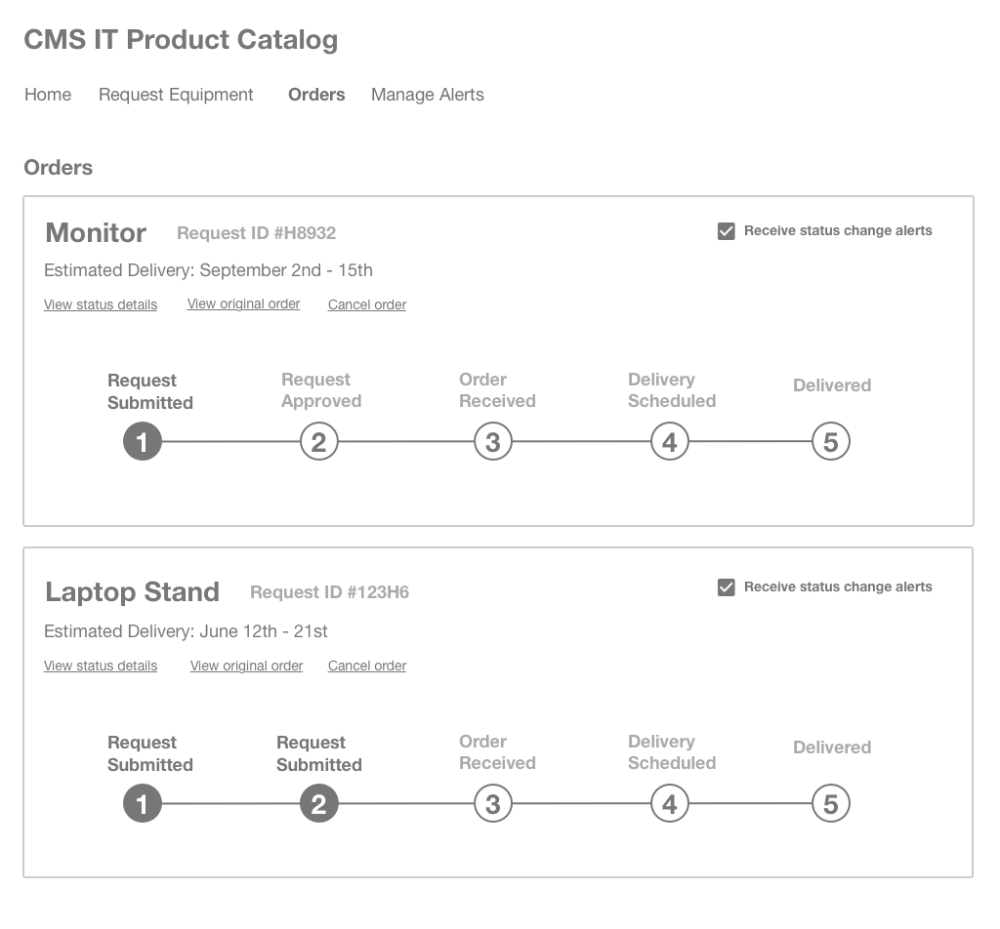 CMS IT Product Catalog
Home Request Equipment Orders Manage Alerts
Orders
Monitor Request ID #H8932 Receive status change alerts
Estimated Delivery: September 2nd - 15th
View status details View original order Cancel order
Request Request Order Delivery Delivered
Submitted Approved Received Scheduled
1 2 3 4 5
Laptop Stand Request ID #123H6 Receive status change alerts
Estimated Delivery: June 12th - 21st
View status details View original order Cancel order
Request Request Order Delivery Delivered
Submitted Submitted Received Scheduled
1 2 3 4 5